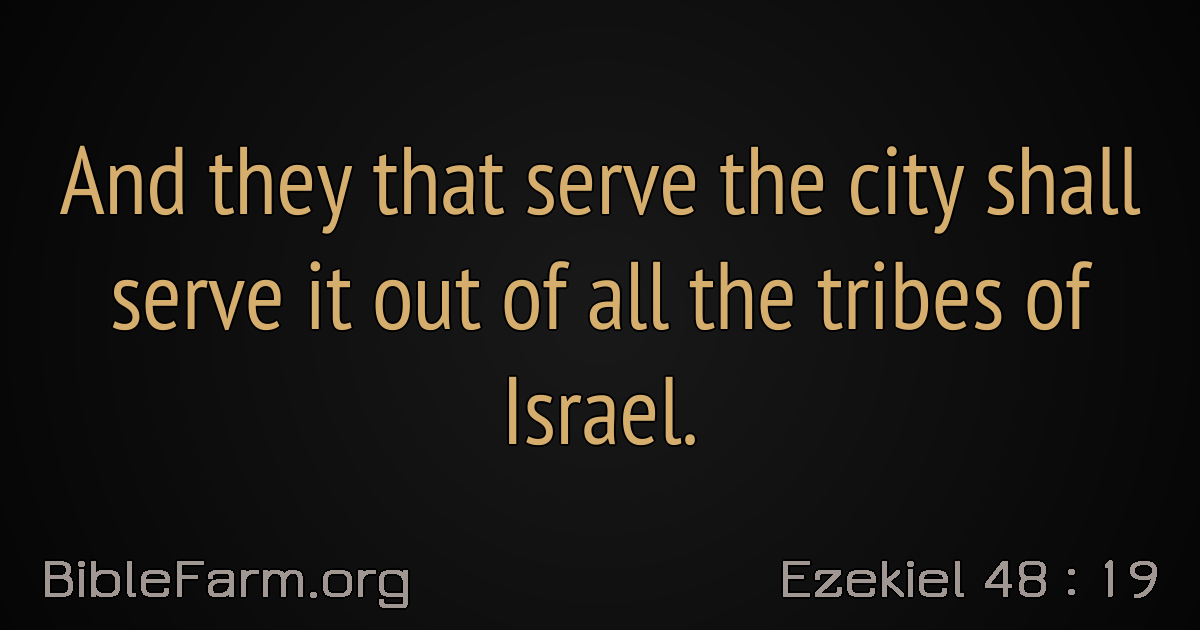 And they that serve the city shall
serve it out of all the tribes of
Israel.
BibleFarm.org
Ezekiel 48 : 19